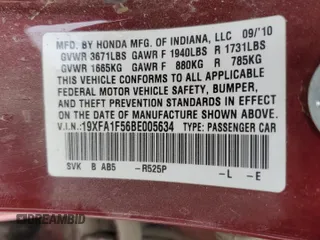 MFD. BY HONDA MFG. OF INDIANA, LLC 09/'10
GVWR 3671LBS GAWR F 1940LBS R 1731LBS
GVWR 1665KG GAWR F 880KG R 785KG
THIS VEHICLE CONFORMS TO ALL APPLICABLE
FEDERAL MOTOR VEHICLE SAFETY, BUMPER,
AND THEFT PREVENTION STANDARDS IN EFFECT
ON THE DATE OF MANUFACTURE SHOWN ABOVE.
V.I.N:19XFA1F56BE005634 TYPE: PASSENGER CAR
SVK B AB5 -R525P -L -E
DREAMBID